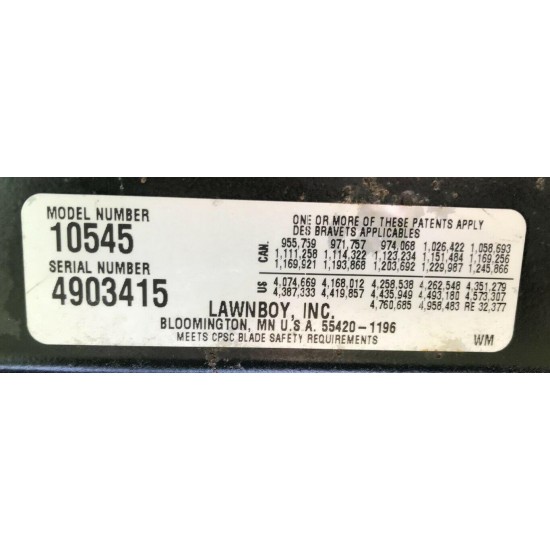 MODEL NUMBER
10545
SERIAL NUMBER
4903415
ONE OR MORE OF THESE PATENTS APPLY
DES BRAVETS APPLICABLES
CAN.
955,759 971,757 974,068 1,026,422 1,058,693
1,111,258 1,114,322 1,123,234 1,151,484 1,169,256
1,169,921 1,193,868 1,203,692 1,229,987 1,245,866
US
4,074,669 4,168,012 4,258,538 4,262,548 4,351,279
4,387,333 4,419,857 4,435,949 4,493,180 4,573,307
4,760,685 4,958,483 RE 32,377
LAWNBOY, INC.
BLOOMINGTON, MN U.S.A. 55420-1196
MEETS CPSC BLADE SAFETY REQUIREMENTS
WM